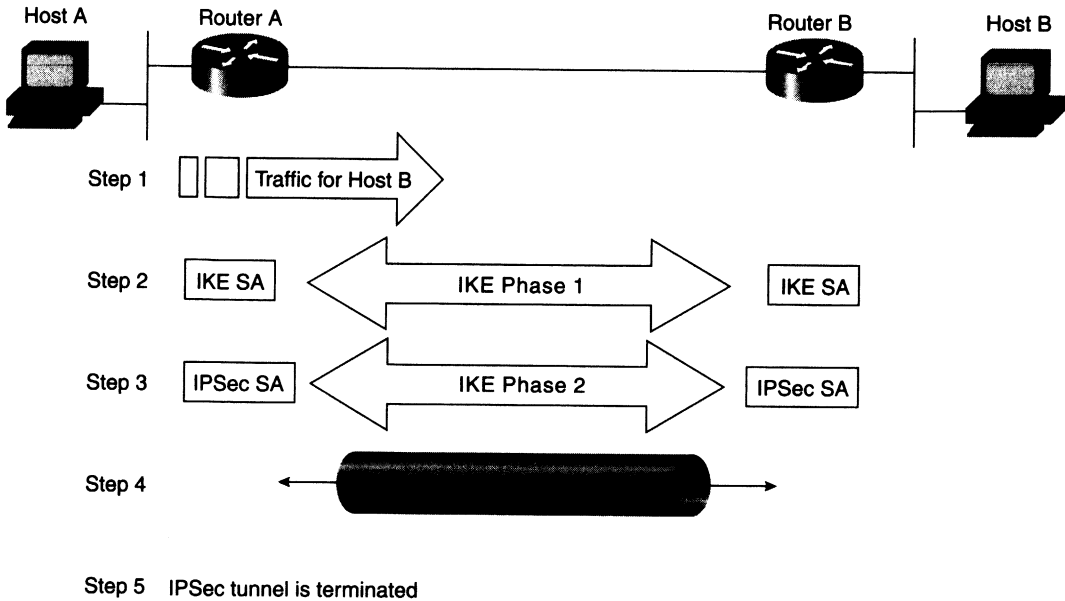 Host A
Router A
Router B
Host B
Step 1
Traffic for Host B
Step 2
IKE SA
IKE Phase 1
IKE SA
Step 3
IPSec SA
IKE Phase 2
IPSec SA
Step 4
Step 5 IPSec tunnel is terminated